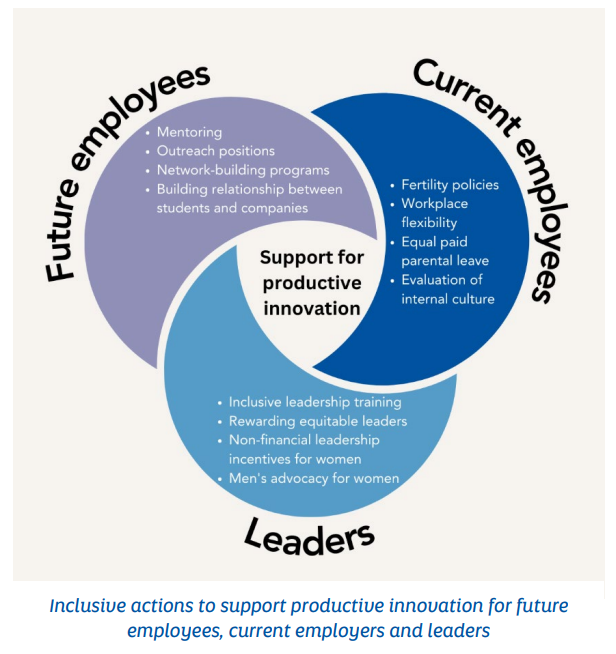 Future employees
• Mentoring
• Outreach positions
• Network-building programs
• Building relationship between
students and companies
Current employees
• Fertility policies
• Workplace
flexibility
• Equal paid
parental leave
• Evaluation of
internal culture
Support for
productive
innovation
• Inclusive leadership training
• Rewarding equitable leaders
• Non-financial leadership
incentives for women
• Men's advocacy for women
Leaders
Inclusive actions to support productive innovation for future
employees, current employers and leaders